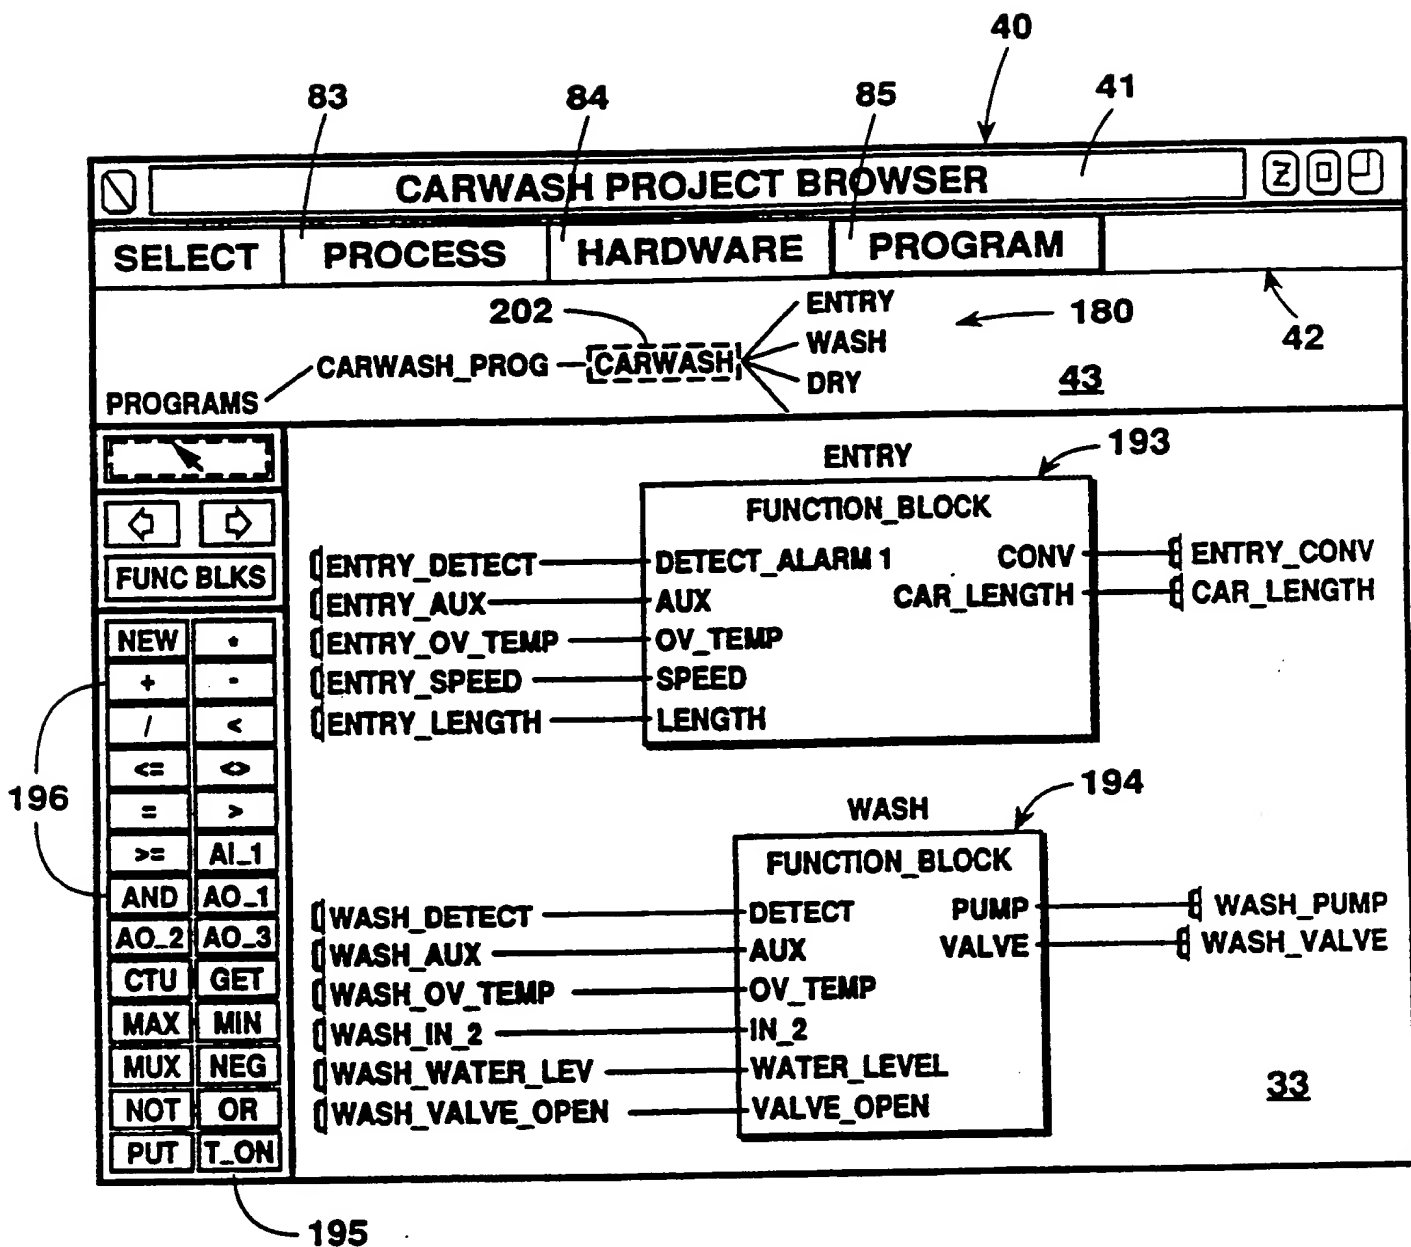 40
83 84 85 41
CARWASH PROJECT BROWSER Z
SELECT PROCESS HARDWARE PROGRAM
202 ENTRY 180
WASH 42
CARWASH_PROG CARWASH
DRY 43
PROGRAMS
ENTRY 193
FUNCTION_BLOCK
ENTRY_DETECT DETECT_ALARM 1 CONV ENTRY_CONV
ENTRY_AUX AUX CAR_LENGTH CAR_LENGTH
ENTRY_OV_TEMP OV_TEMP
ENTRY_SPEED SPEED
ENTRY_LENGTH LENGTH
FUNC BLKS
NEW *
+ -
/ <
<= <>
196
= >
>= AI_1
AND AO_1
AO_2 AO_3
CTU GET
MAX MIN
MUX NEG
NOT OR
PUT T_ON
195
WASH 194
FUNCTION_BLOCK
WASH_DETECT DETECT PUMP WASH_PUMP
WASH_AUX AUX VALVE WASH_VALVE
WASH_OV_TEMP OV_TEMP
WASH_IN_2 IN_2
WASH_WATER_LEV WATER_LEVEL
WASH_VALVE_OPEN VALVE_OPEN
33